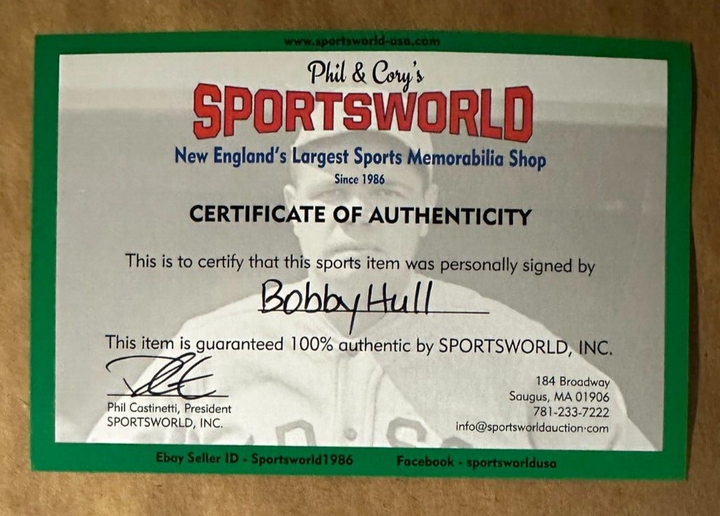 www.sportsworld-usa.com
Phil & Cory's
SPORTSWORLD
New England's Largest Sports Memorabilia Shop
Since 1986
CERTIFICATE OF AUTHENTICITY
This is to certify that this sports item was personally signed by
Bobby Hull
This item is guaranteed 100% authentic by SPORTSWORLD, INC.
Phil Castinetti, President
SPORTSWORLD, INC.
184 Broadway
Saugus, MA 01906
781-233-7222
info@sportsworldauction.com
Ebay Seller ID - Sportsworld1986
Facebook - sportsworldusa